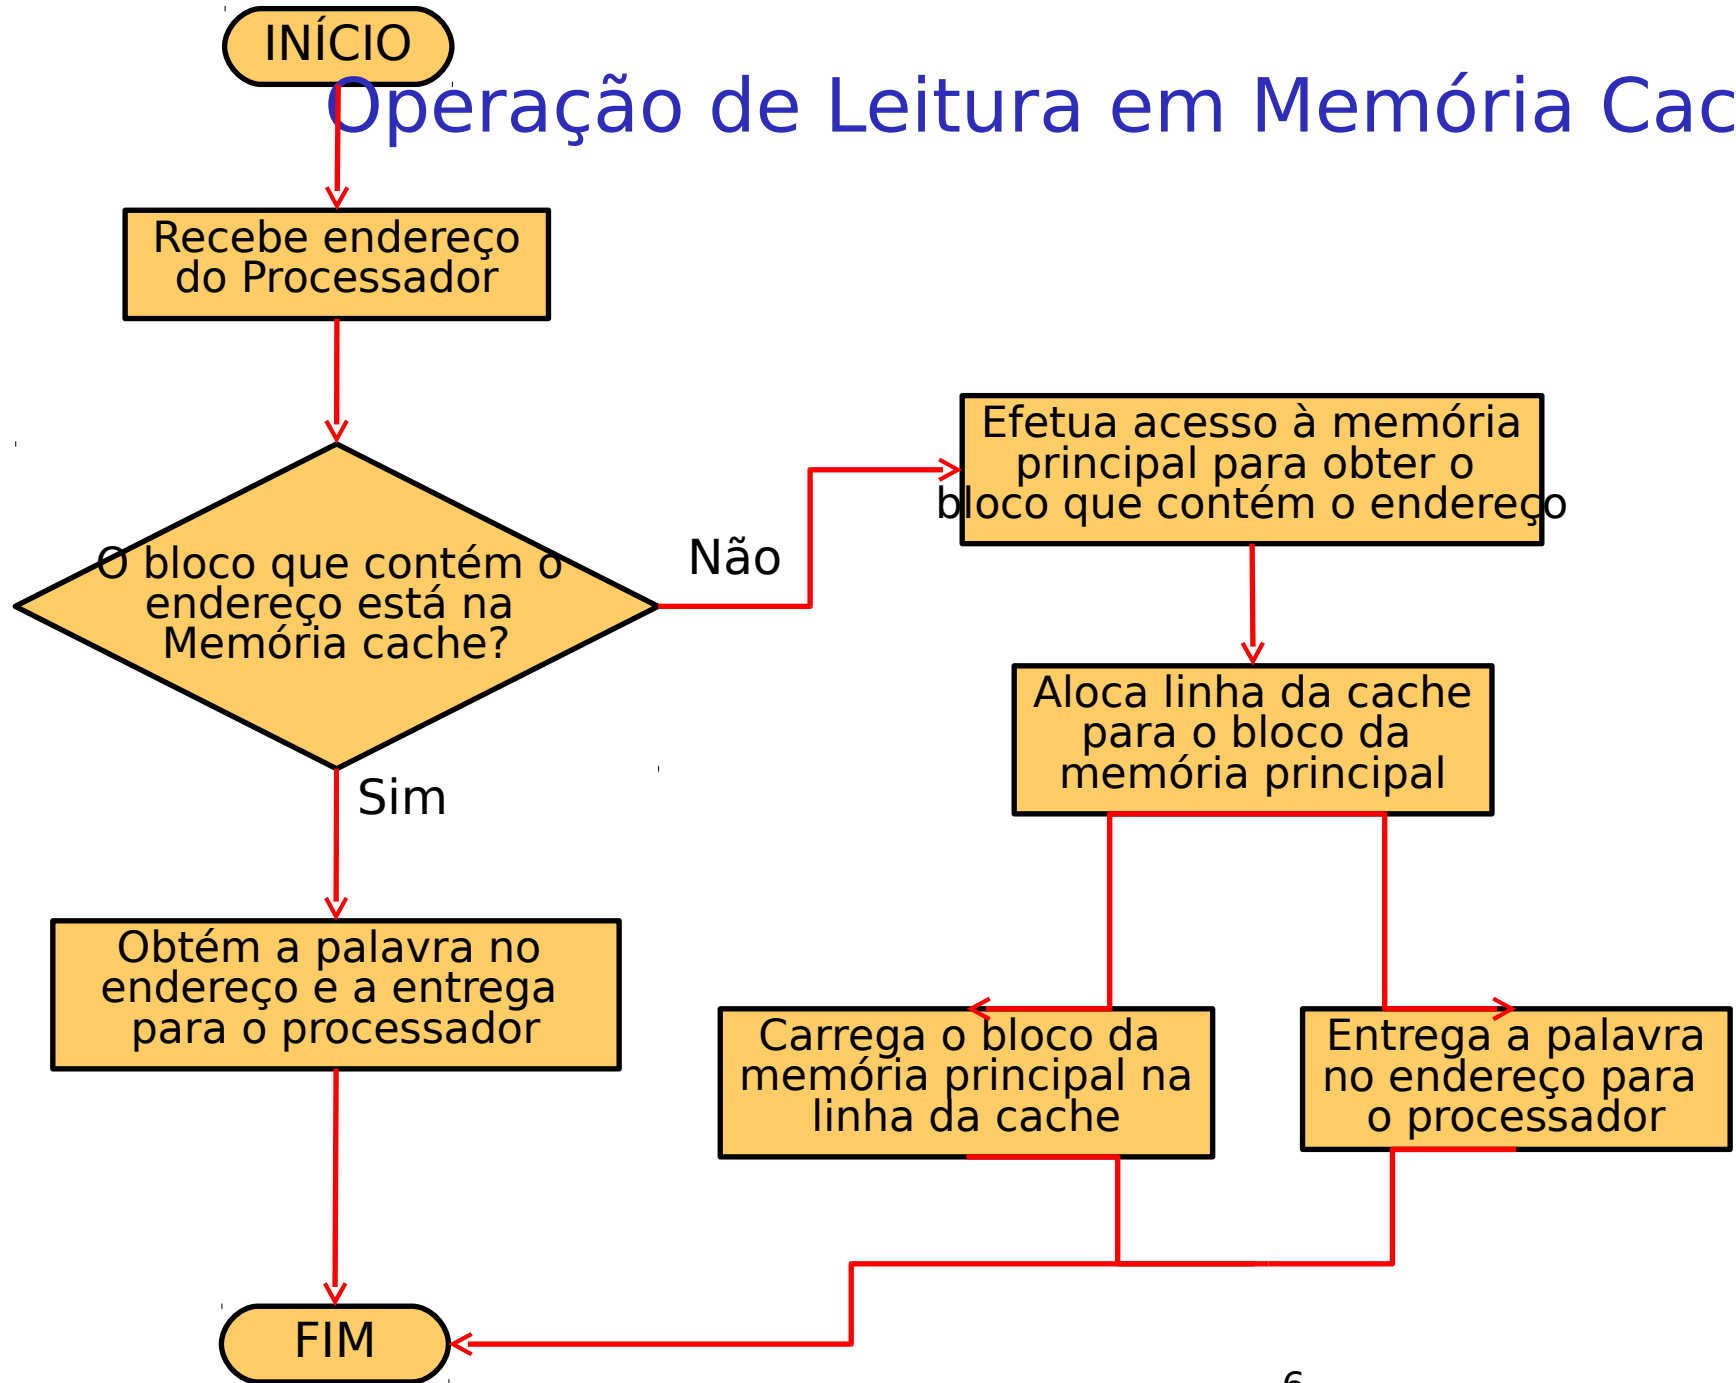 INÍCIO
Operação de Leitura em Memória Cac
Recebe endereço
do Processador
O bloco que contém o
endereço está na
Memória cache?
Não
Sim
Efetua acesso à memória
principal para obter o
bloco que contém o endereço
Aloca linha da cache
para o bloco da
memória principal
Obtém a palavra no
endereço e a entrega
para o processador
Carrega o bloco da
memória principal na
linha da cache
Entrega a palavra
no endereço para
o processador
FIM
6